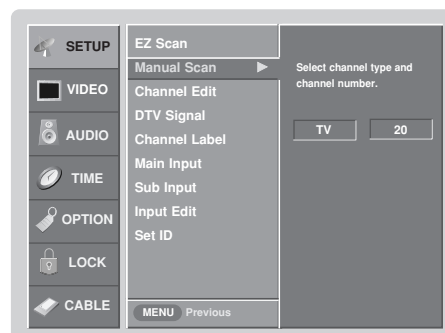 SETUP
VIDEO
AUDIO
TIME
OPTION
LOCK
CABLE
EZ Scan
Manual Scan
Channel Edit
DTV Signal
Channel Label
Main Input
Sub Input
Input Edit
Set ID
MENU Previous
Select channel type and
channel number.
TV 20